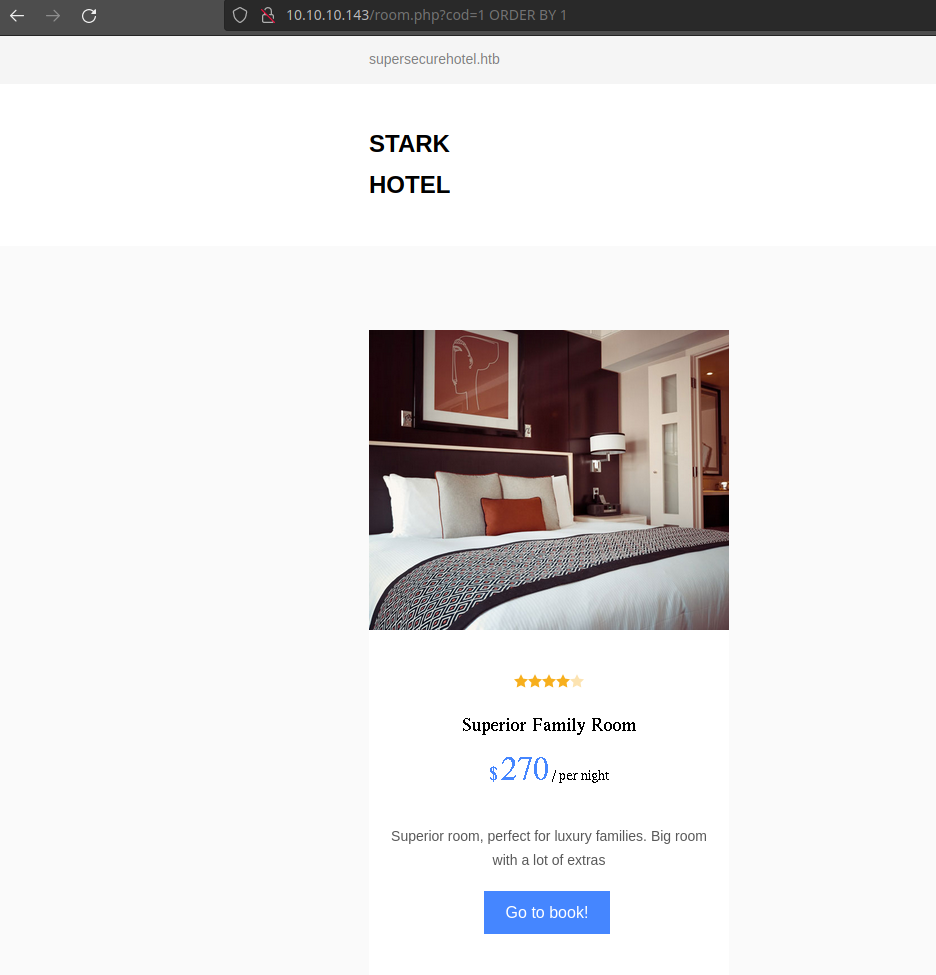 10.10.10.143/room.php?cod=1 ORDER BY 1
supersecurehotel.htb
STARK
HOTEL
Superior Family Room
$270 / per night
Superior room, perfect for luxury families. Big room
with a lot of extras
Go to book!